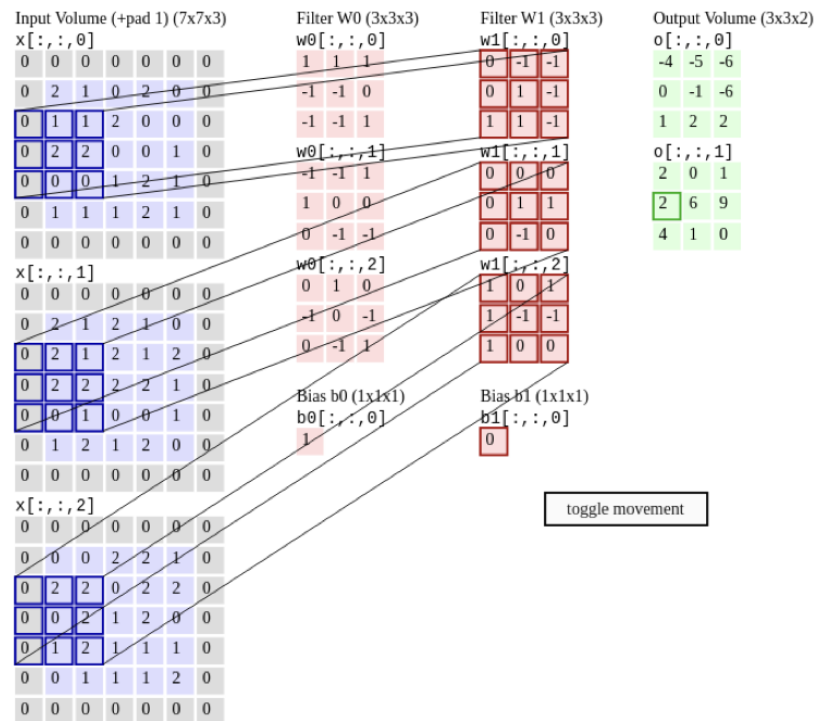 Input Volume (+pad 1) (7x7x3)
x[:,:,0]
0 0 0 0 0 0 0
0 2 1 0 2 0 0
0 1 1 2 0 0 0
0 2 2 0 0 1 0
0 0 0 1 2 1 0
0 1 1 1 2 1 0
0 0 0 0 0 0 0
x[:,:,1]
0 0 0 0 0 0 0
0 2 1 2 1 0 0
0 2 1 2 1 2 0
0 2 2 2 2 1 0
0 0 1 0 0 1 0
0 1 2 1 2 0 0
0 0 0 0 0 0 0
x[:,:,2]
0 0 0 0 0 0 0
0 0 0 2 2 1 0
0 2 2 0 2 2 0
0 0 2 1 2 0 0
0 1 2 1 1 1 0
0 0 1 1 1 2 0
0 0 0 0 0 0 0
Filter W0 (3x3x3)
w0[:,:,0]
1 1 1
-1 -1 0
-1 -1 1
w0[:,:,1]
-1 -1 1
1 0 0
0 -1 -1
w0[:,:,2]
0 1 0
-1 0 -1
0 -1 1
Bias b0 (1x1x1)
b0[:,:,0]
1
Filter W1 (3x3x3)
w1[:,:,0]
0 -1 -1
0 1 -1
1 1 -1
w1[:,:,1]
0 0 0
0 1 1
0 -1 0
w1[:,:,2]
1 0 1
1 -1 -1
1 0 0
Bias b1 (1x1x1)
b1[:,:,0]
0
Output Volume (3x3x2)
o[:,:,0]
-4 -5 -6
0 -1 -6
1 2 2
o[:,:,1]
2 0 1
2 6 9
4 1 0
toggle movement